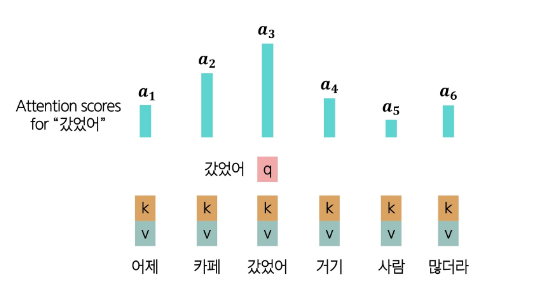 a₁ a₂ a₃ a₄ a₅ a₆
Attention scores
for “갔었어”
갔었어 q
k k k k k k
v v v v v v
어제 카페 갔었어 거기 사람 많더라